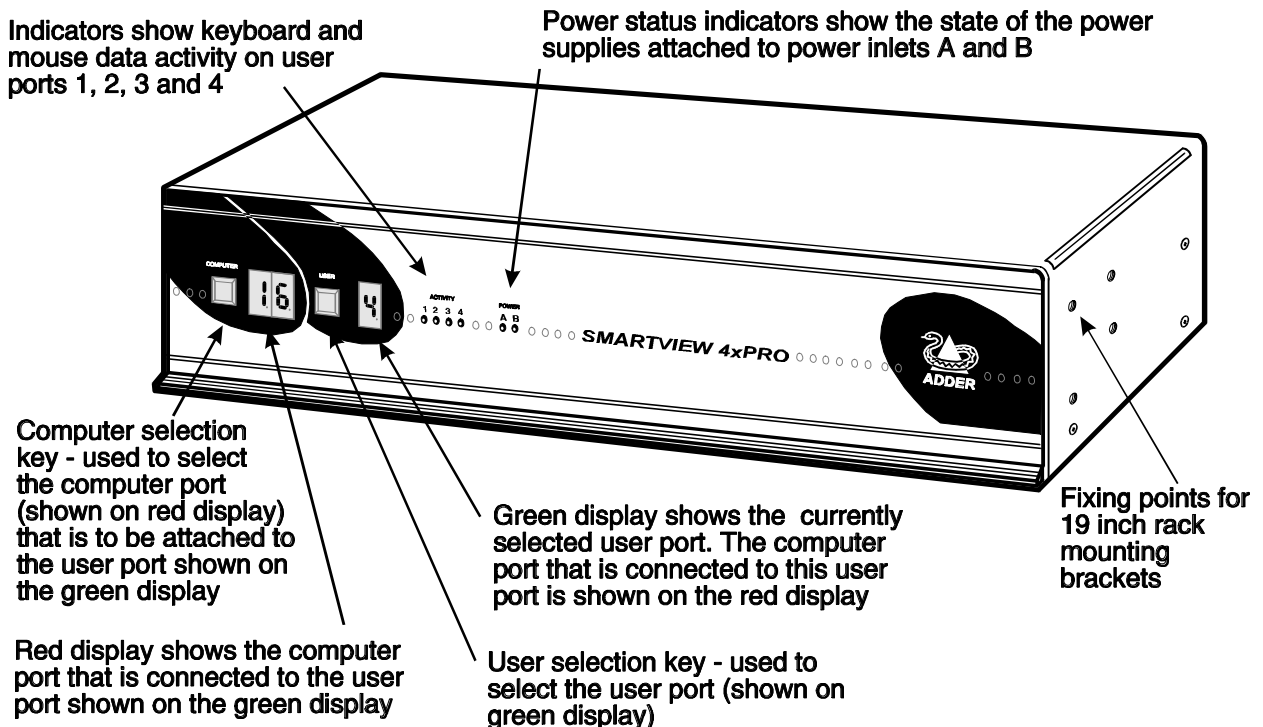 Indicators show keyboard and
mouse data activity on user
ports 1, 2, 3 and 4
Power status indicators show the state of the power
supplies attached to power inlets A and B
COMPUTER
16
USER
4
ACTIVITY
1 2 3 4
POWER
A B
SMARTVIEW 4xPRO
ADDER
Computer selection
key - used to select
the computer port
(shown on red display)
that is to be attached to
the user port shown on
the green display
Green display shows the currently
selected user port. The computer
port that is connected to this user
port is shown on the red display
Fixing points for
19 inch rack
mounting
brackets
Red display shows the computer
port that is connected to the user
port shown on the green display
User selection key - used to
select the user port (shown on
green display)